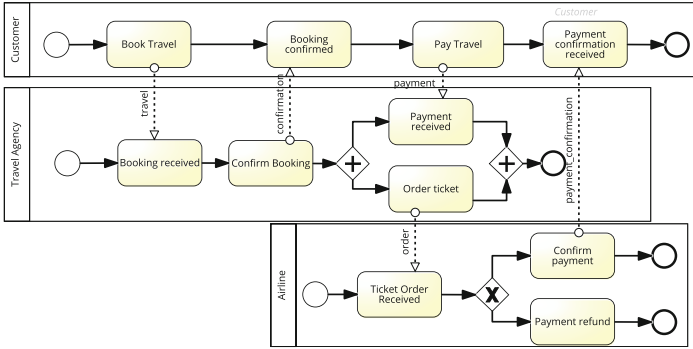 Customer
Customer
Book Travel
Booking
confirmed
Pay Travel
Payment
confirmation
received
travel
confirmation
payment
payment_confirmation
Travel Agency
Booking received
Confirm Booking
Payment
received
Order ticket
order
Airline
Ticket Order
Received
Confirm
payment
Payment refund